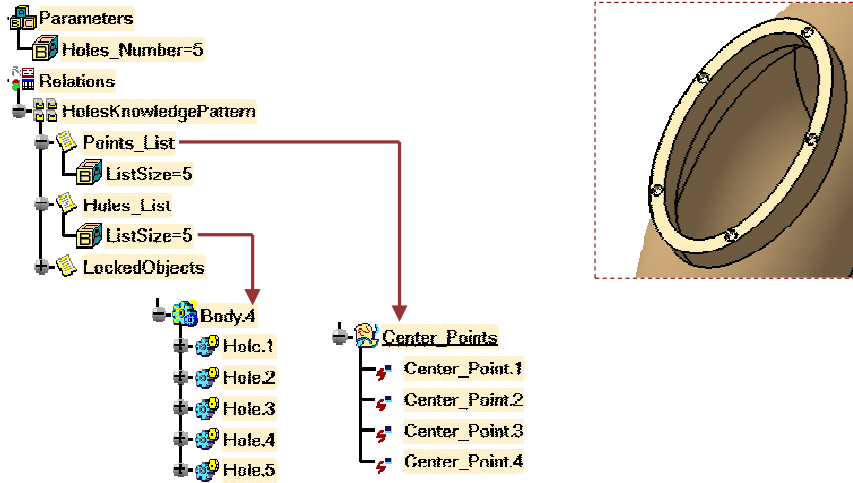 Parameters
Holes_Number=5
Relations
HolesKnowledgePattern
Points_List
ListSize=5
Holes_List
ListSize=5
LockedObjects
Body.4
Hole.1
Hole.2
Hole.3
Hole.4
Hole.5
Center_Points
Center_Point.1
Center_Point.2
Center_Point.3
Center_Point.4